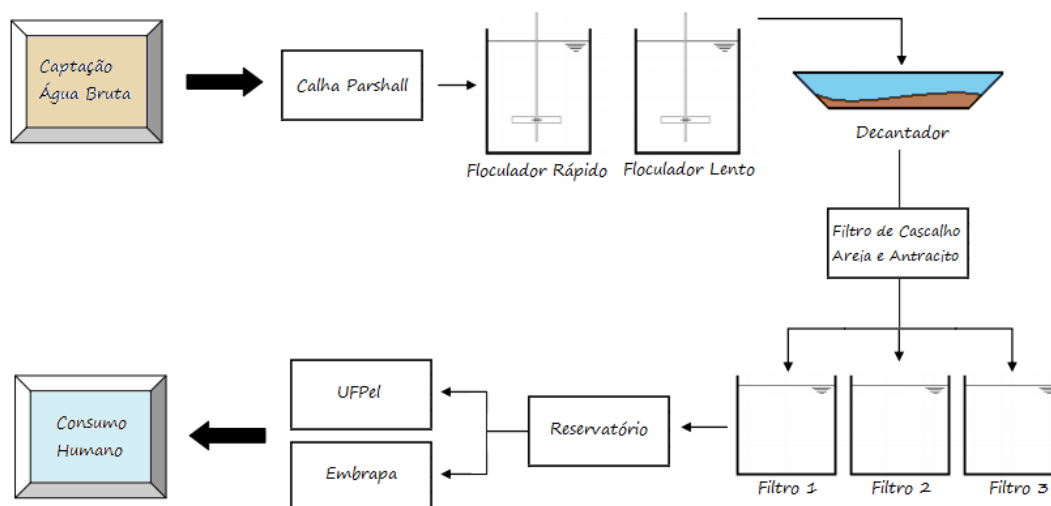 Captação
Água Bruta
Calha Parshall
Floculador Rápido
Floculador Lento
Decantador
Filtro de Cascalho
Areia e Antracito
Filtro 1
Filtro 2
Filtro 3
Reservatório
UFPel
Embrapa
Consumo
Humano